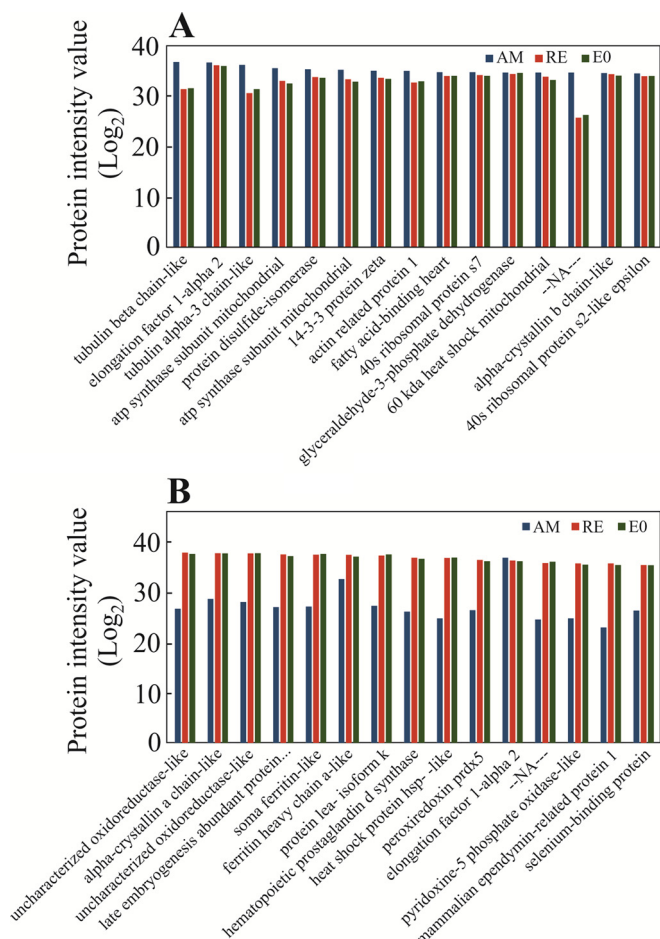 A
Protein intensity value
(Log2)
40
30
20
10
0
AM RE E0
tubulin beta chain-like
elongation factor 1-alpha 2
tubulin alpha-3 chain-like
atp synthase subunit mitochondrial
protein disulfide-isomerase
atp synthase subunit mitochondrial
14-3-3 protein zeta
actin related protein 1
fatty acid-binding heart
40s ribosomal protein s7
glyceraldehyde-3-phosphate dehydrogenase
60 kda heat shock mitochondrial
--NA---
alpha-crystallin b chain-like
40s ribosomal protein s2-like epsilon
B
Protein intensity value
(Log2)
40
30
20
10
0
AM RE E0
uncharacterized oxidoreductase-like
alpha-crystallin a chain-like
uncharacterized oxidoreductase-like
late embryogenesis abundant protein...
soma ferritin-like
ferritin heavy chain a-like
protein lea- isoform k
hematopoietic prostaglandin d synthase
heat shock protein hsp- -like
peroxiredoxin prdx5
elongation factor 1-alpha 2
--NA---
pyridoxine-5 phosphate oxidase-like
mammalian ependymin-related protein 1
selenium-binding protein